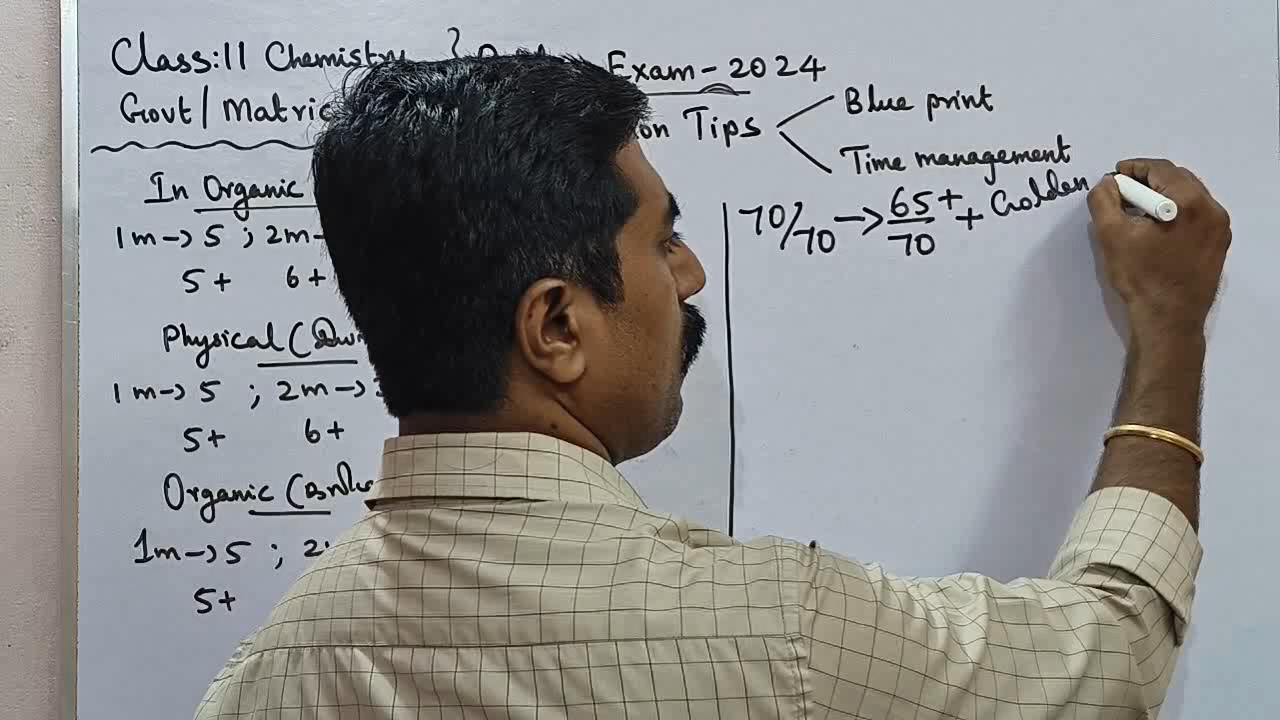 Class:11 Chemistry
Exam-2024
Govt/Matric
Tips
Blue print
Time management
In Organic
1m->5 ; 2m-
5+ 6+
Physical (
1m->5 ; 2m->
5+ 6+
Organic (
1m->5 ; 2
5+
70/70->65+/70 + Golden